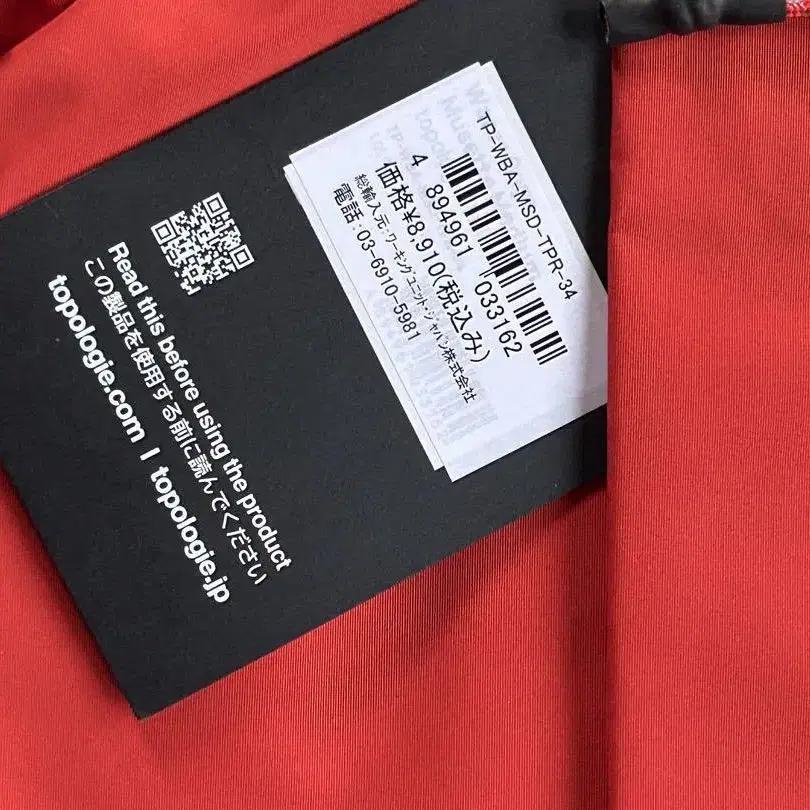 TP-WBA-MSD-TPR-34
4 894961 033162
価格¥8,910(税込み)
総輸入元:ワーキングユニット・ジャパン株式会社
電話:03-6910-5981
Read this before using the product
この製品を使用する前に読んでください
topologie.com | topologie.jp